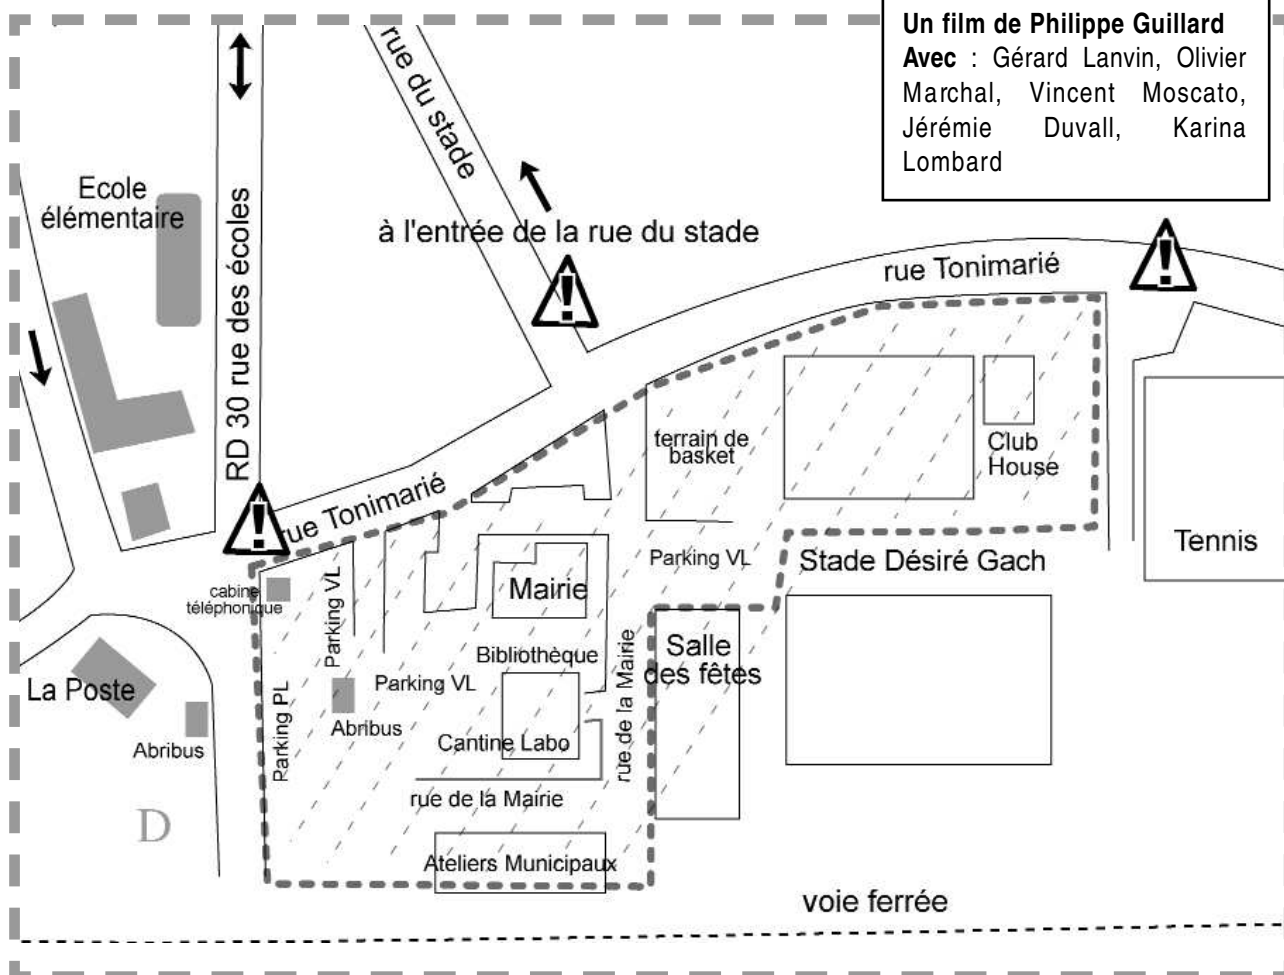 Un film de Philippe Guillard
Avec : Gérard Lanvin, Olivier
Marchal, Vincent Moscato,
Jérémie Duvall, Karina
Lombard
rue du stade
Ecole
élémentaire
RD 30 rue des écoles
à l'entrée de la rue du stade
!
!
rue Tonimarié
!
rue Tonimarié
terrain de
basket
Club
House
Parking VL
Stade Désiré Gach
Tennis
cabine
téléphonique
Parking VL
Mairie
Bibliothèque
rue de la Mairie
Salle
des fêtes
La Poste
Parking VL
Parking PL
Abribus
Abribus
Cantine Labo
rue de la Mairie
D
Ateliers Municipaux
voie ferrée